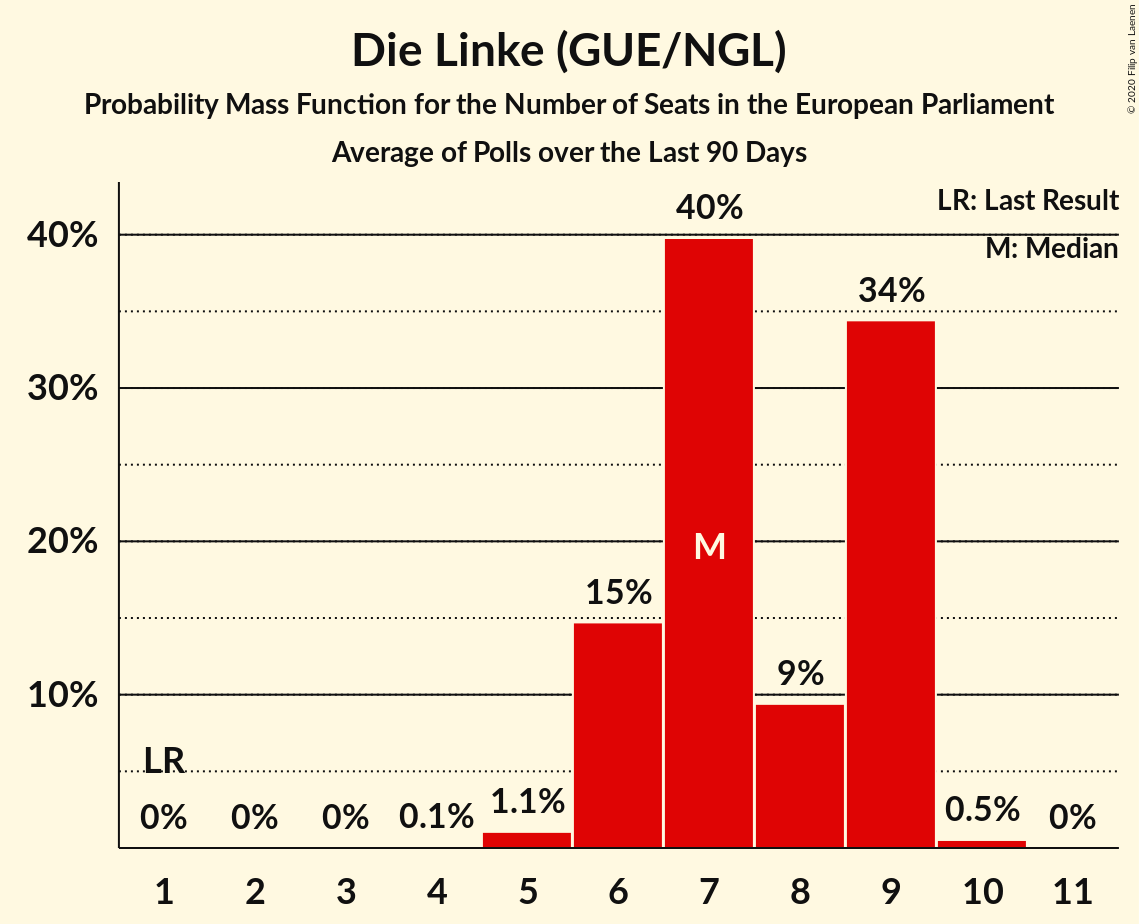 Die Linke (GUE/NGL)
Probability Mass Function for the Number of Seats in the European Parliament
Average of Polls over the Last 90 Days
© 2020 Filip van Laenen
LR: Last Result
M: Median
40%
30%
20%
10%
LR
0%
0%
0%
0.1%
1.1%
15%
40%
M
9%
34%
0.5%
0%
1 2 3 4 5 6 7 8 9 10 11